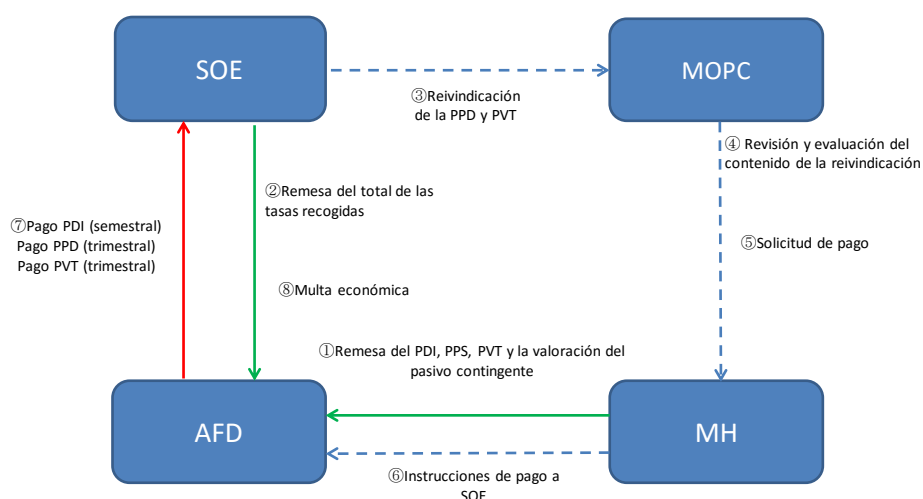 SOE
MOPC
③Reivindicación
de la PPD y PVT
④ Revisión y evaluación del
contenido de la reivindicación
②Remesa del total de las
tasas recogidas
⑦Pago PDI (semestral)
Pago PPD (trimestral)
Pago PVT (trimestral)
⑤Solicitud de pago
⑧Multa económica
①Remesa del PDI, PPS, PVT y la valoración del
pasivo contingente
AFD
MH
⑥Instrucciones de pago a
SOE